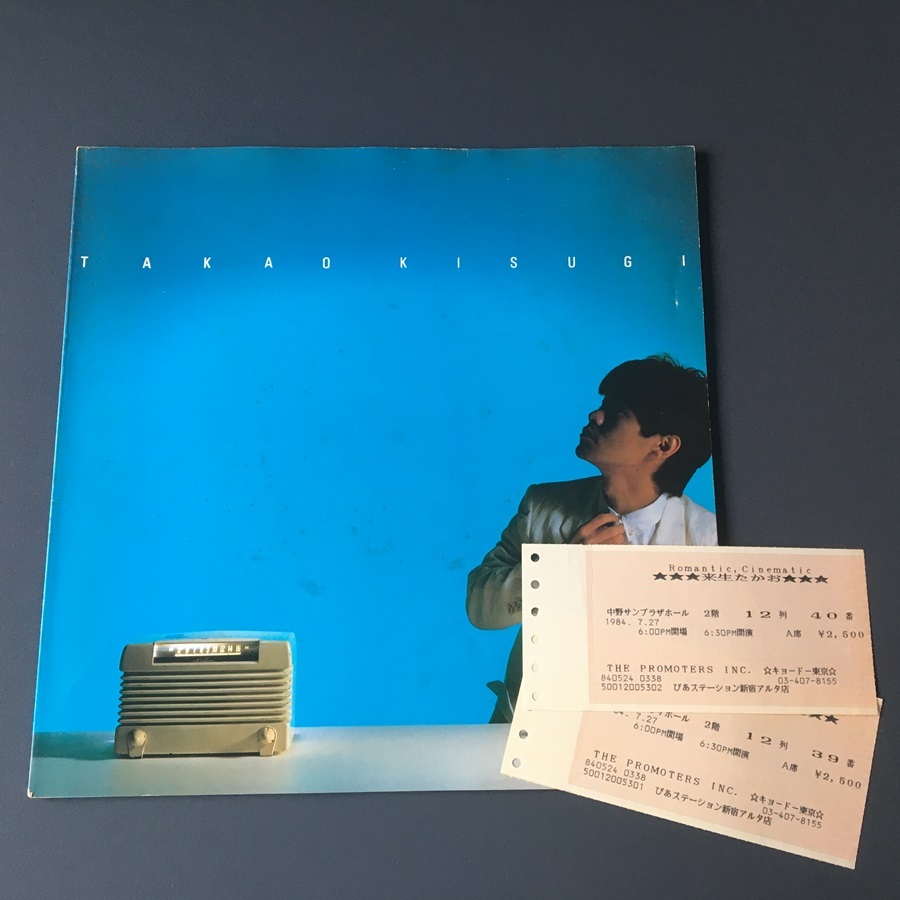 TAKAO KISUGI
Romantic,Cinematic
★★★来生たかお★★★
中野サンプラザホール 2階 12列 40番
1984. 7.27
6:00PM開場 6:30PM開演 A席 ¥2,500
THE PROMOTERS INC. ☆キョードー東京☆
840524 0338 03-407-8155
50012005302 ぴあステーション新宿アルタ店
ラザホール 2階 12列 39番
84. 7.27
6:00PM開場 6:30PM開演 A席 ¥2,500
THE PROMOTERS INC. ☆キョードー東京☆
840524 0338 03-407-8155
50012005301 ぴあステーション新宿アルタ店